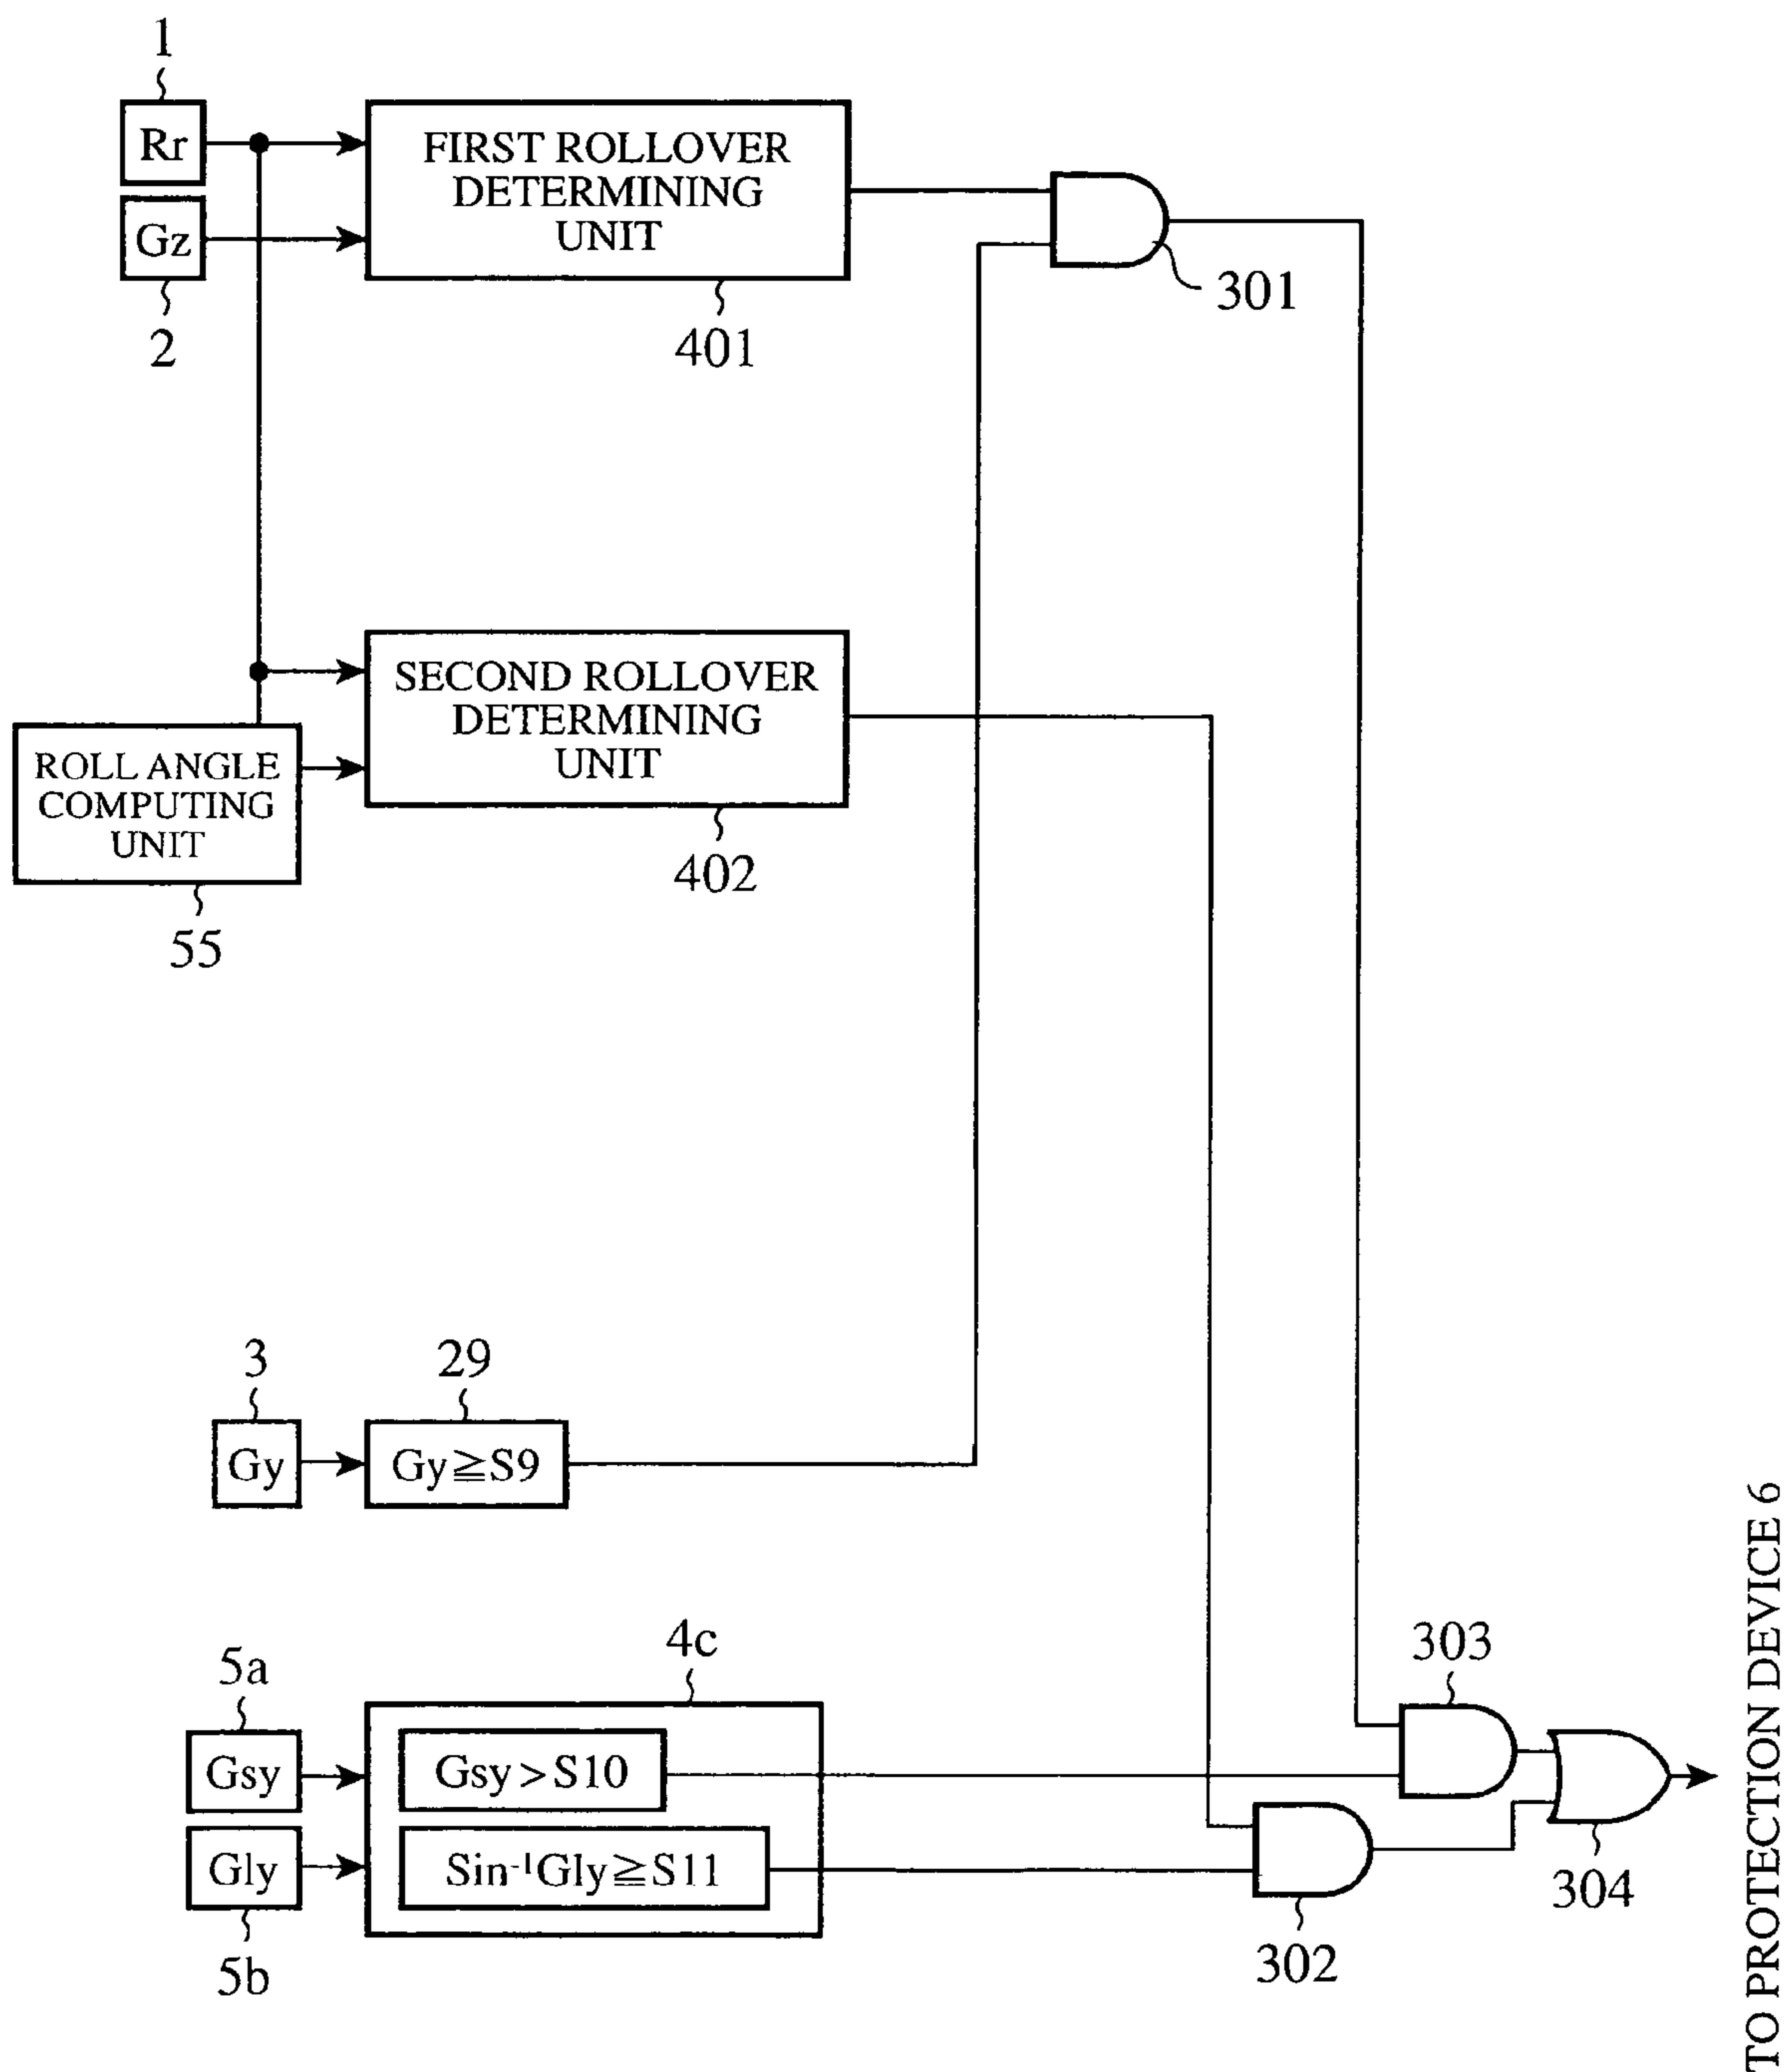 1
Rr
Gz
2
FIRST ROLLOVER
DETERMINING
UNIT
401
301
SECOND ROLLOVER
DETERMINING
UNIT
402
ROLL ANGLE
COMPUTING
UNIT
55
3
Gy
29
Gy≧S9
5a
Gsy
Gly
5b
4c
Gsy>S10
Sin⁻¹Gly≧S11
303
302
304
TO PROTECTION DEVICE 6